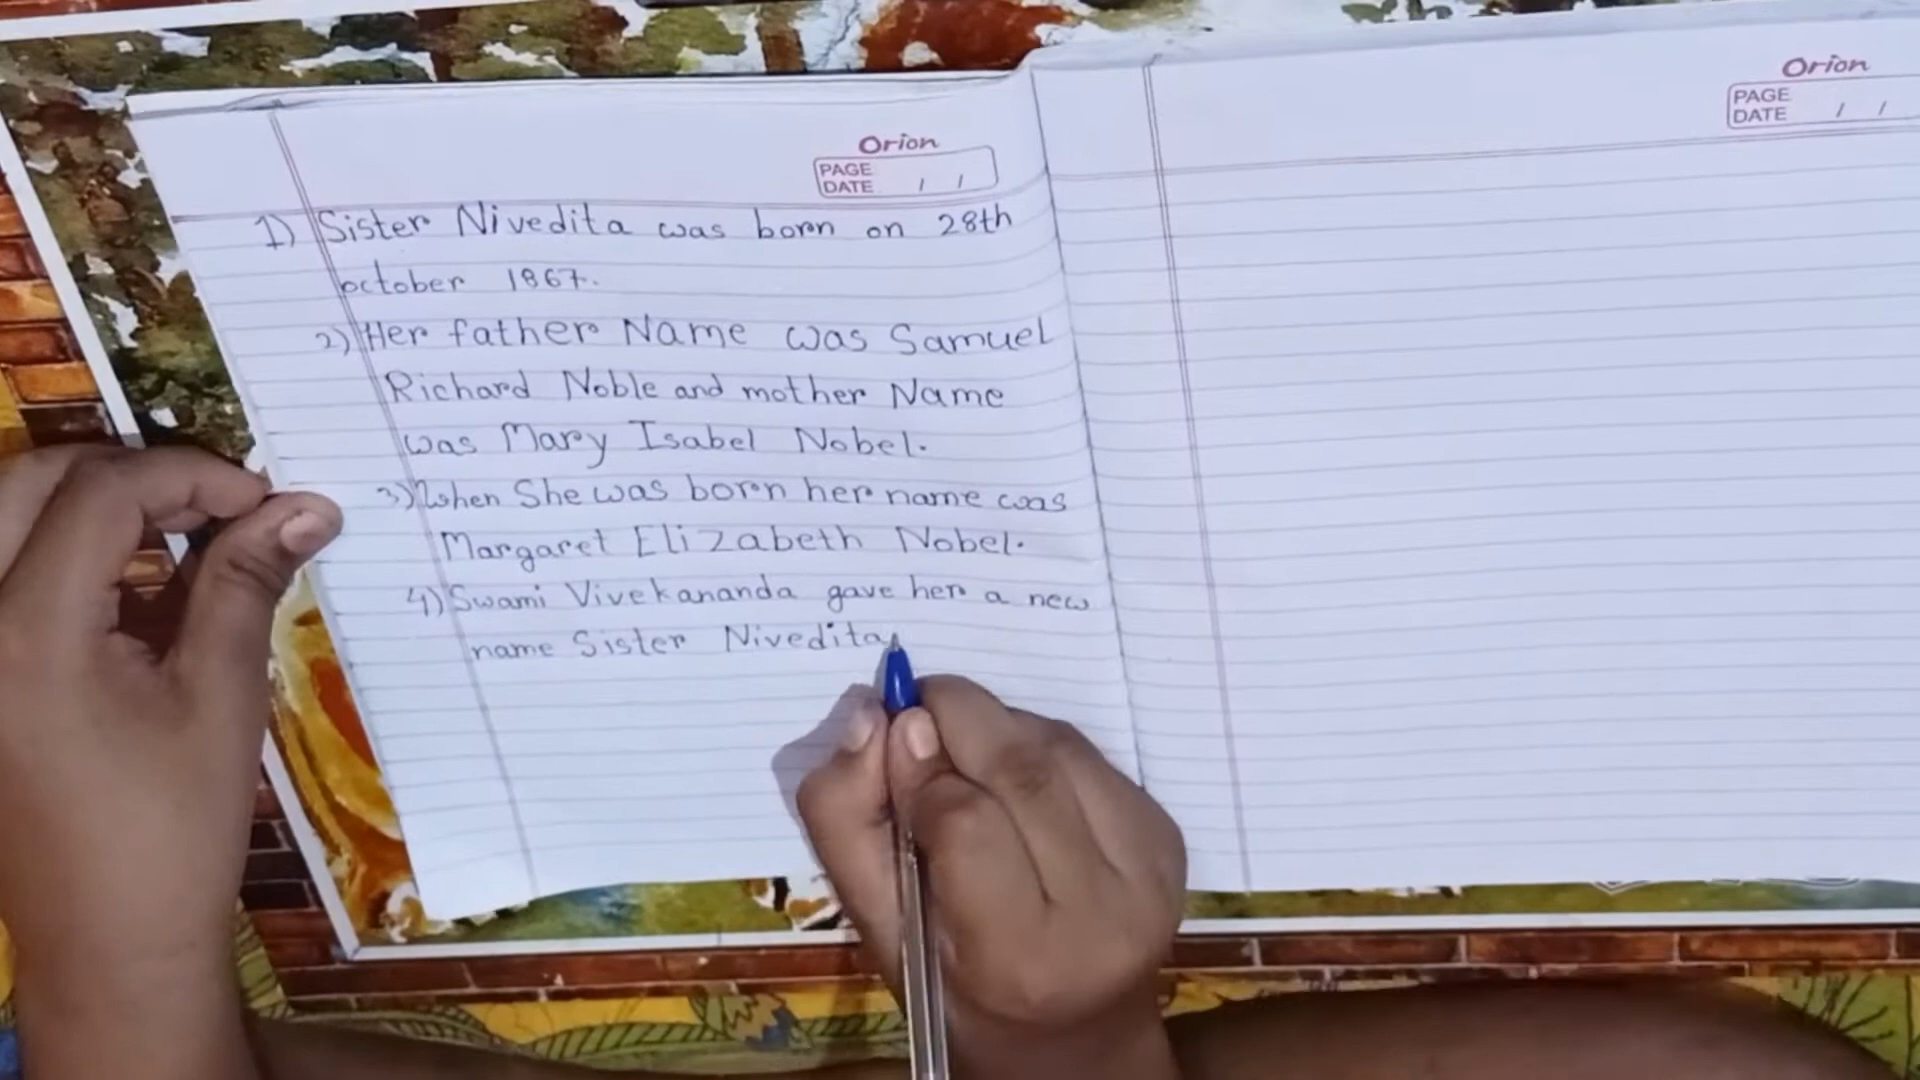 Orion
PAGE
DATE / /
1) Sister Nivedita was born on 28th
october 1867.
2) Her father Name was Samuel
Richard Noble and mother Name
was Mary Isabel Nobel.
3) When She was born her name was
Margaret Elizabeth Nobel.
4) Swami Vivekananda gave her a new
name Sister Nivedita
Orion
PAGE
DATE / /